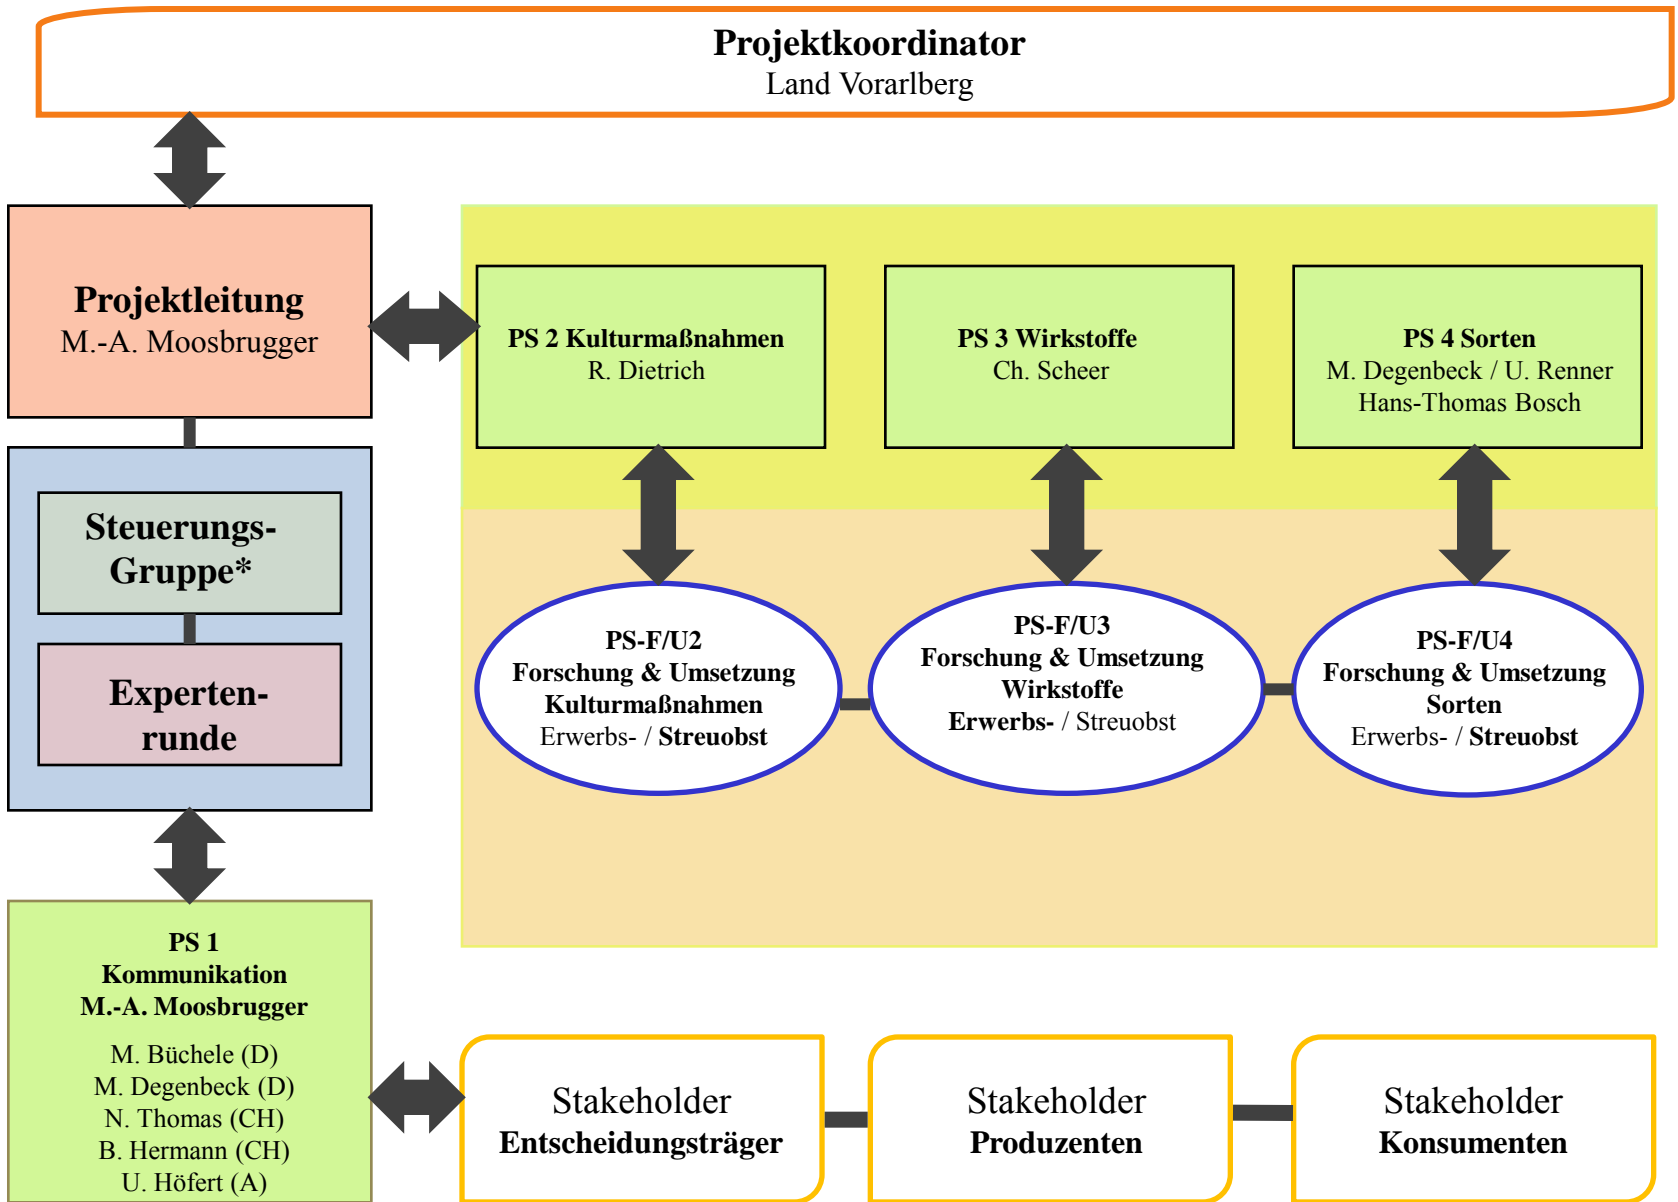 Projektkoordinator
Land Vorarlberg
Projektleitung
M.-A. Moosbrugger
PS 2 Kulturmaßnahmen
R. Dietrich
PS 3 Wirkstoffe
Ch. Scheer
PS 4 Sorten
M. Degenbeck / U. Renner
Hans-Thomas Bosch
Steuerungs-
Gruppe*
Experten-
runde
PS-F/U2
Forschung & Umsetzung
Kulturmaßnahmen
Erwerbs- / Streuobst
PS-F/U3
Forschung & Umsetzung
Wirkstoffe
Erwerbs- / Streuobst
PS-F/U4
Forschung & Umsetzung
Sorten
Erwerbs- / Streuobst
PS 1
Kommunikation
M.-A. Moosbrugger
M. Büchele (D)
M. Degenbeck (D)
N. Thomas (CH)
B. Hermann (CH)
U. Höfert (A)
Stakeholder
Entscheidungsträger
Stakeholder
Produzenten
Stakeholder
Konsumenten